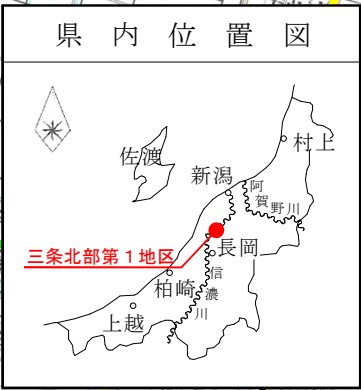 県内位置図
村上
佐渡
新潟
阿賀野川
三条北部第1地区
長岡
信濃川
柏崎
上越